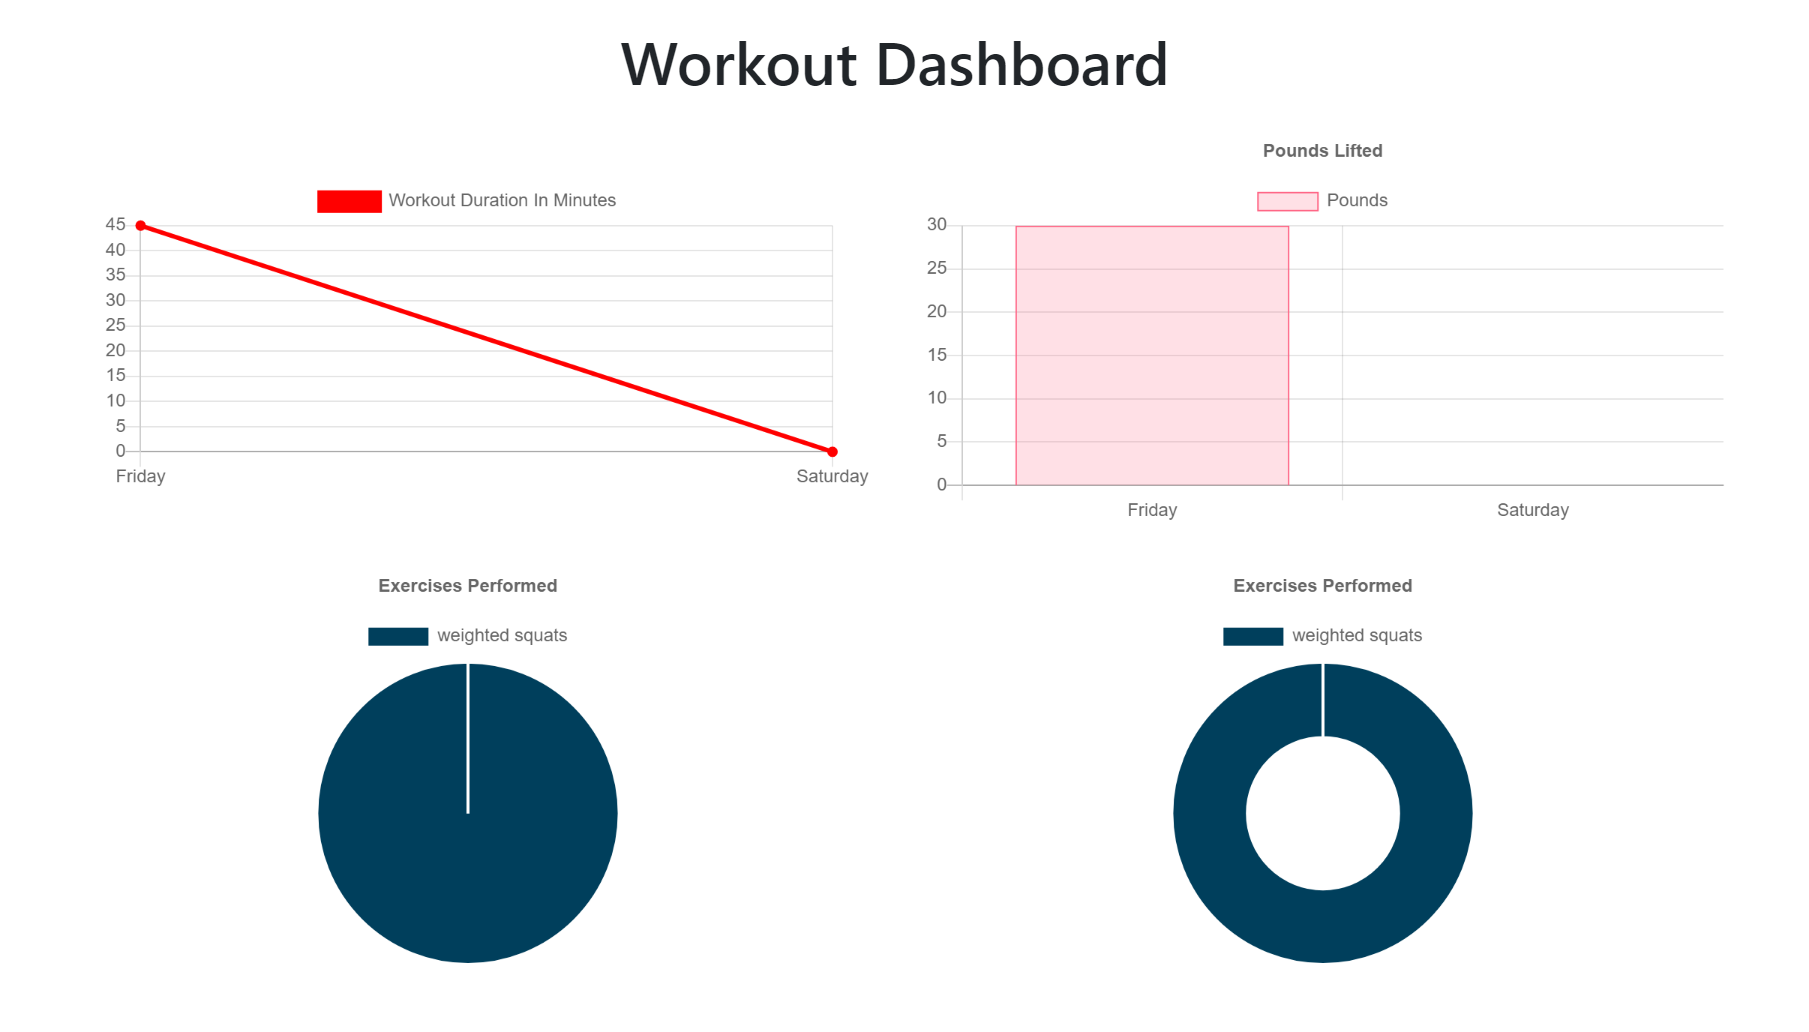 Workout Dashboard
Workout Duration In Minutes
45
40
35
30
25
20
15
10
5
0
Friday Saturday
Pounds Lifted
Pounds
30
25
20
15
10
5
0
Friday Saturday
Exercises Performed
weighted squats
Exercises Performed
weighted squats